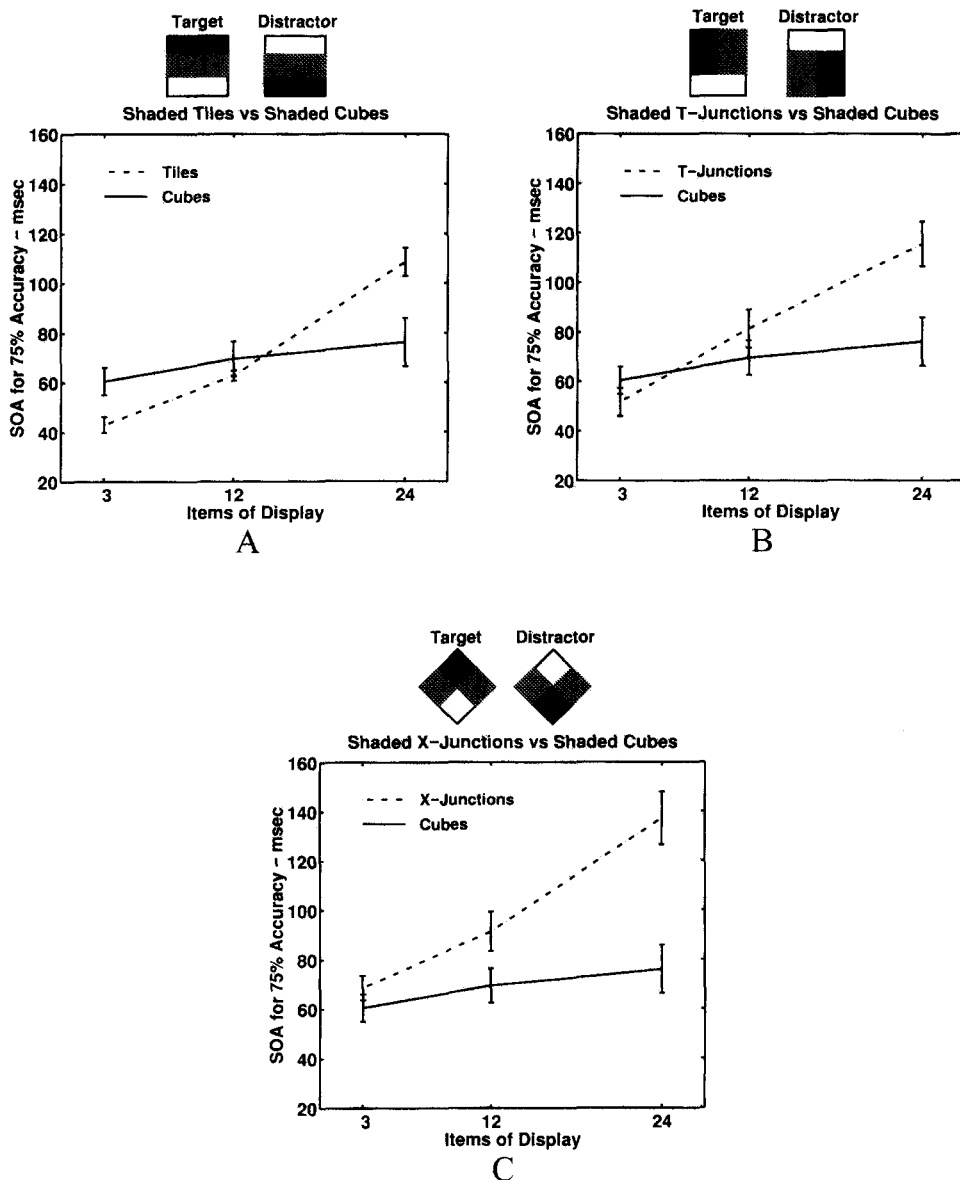 Target Distractor
Shaded Tiles vs Shaded Cubes
SOA for 75% Accuracy – msec
160
140
120
100
80
60
40
20
Tiles
Cubes
3 12 24
Items of Display
A
Target Distractor
Shaded T–Junctions vs Shaded Cubes
SOA for 75% Accuracy – msec
160
140
120
100
80
60
40
20
T–Junctions
Cubes
3 12 24
Items of Display
B
Target Distractor
Shaded X–Junctions vs Shaded Cubes
SOA for 75% Accuracy – msec
160
140
120
100
80
60
40
20
X–Junctions
Cubes
3 12 24
Items of Display
C